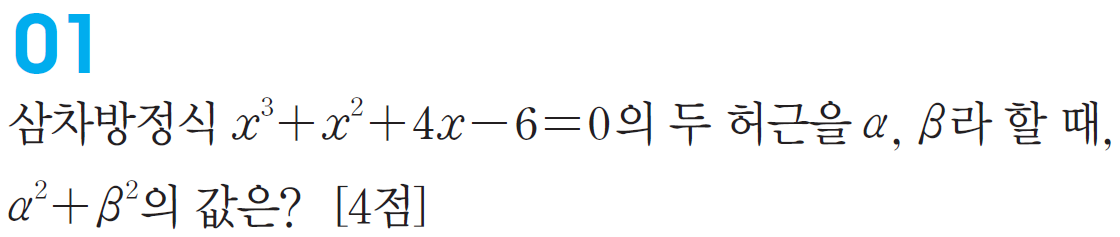 01
삼차방정식 x³+x²+4x-6=0의 두 허근을 α, β라 할 때,
α²+β²의 값은? [4점]